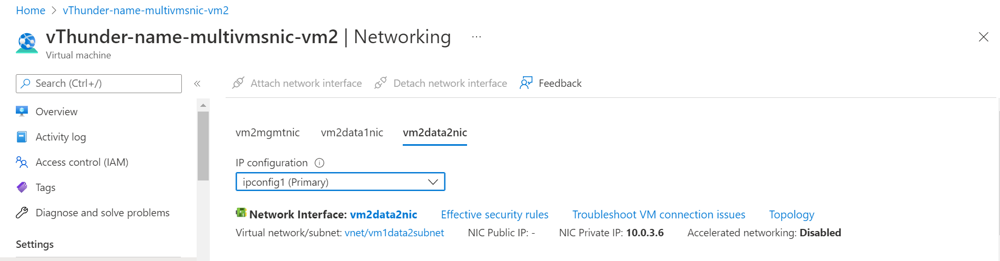 Home > vThunder-name-multivmsnic-vm2
vThunder-name-multivmsnic-vm2 | Networking ...
Virtual machine
Search (Ctrl+/)
«
Attach network interface
Detach network interface
Feedback
Overview
Activity log
Access control (IAM)
Tags
Diagnose and solve problems
Settings
vm2mgmtnic vm2data1nic vm2data2nic
IP configuration
ipconfig1 (Primary)
Network Interface: vm2data2nic Effective security rules Troubleshoot VM connection issues Topology
Virtual network/subnet: vnet/vm1data2subnet NIC Public IP: - NIC Private IP: 10.0.3.6 Accelerated networking: Disabled